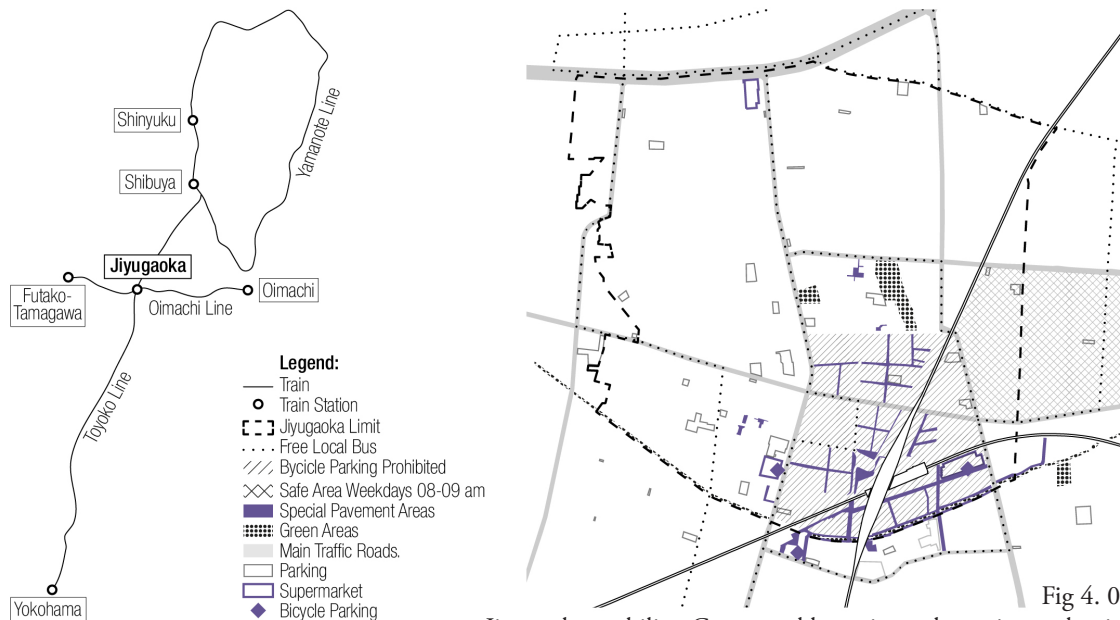 Shinyuku
Yamanote Line
Shibuya
Jiyugaoka
Futako-
Tamagawa
Oimachi Line
Oimachi
Toyoko Line
Yokohama
Legend:
Train
Train Station
Jiyugaoka Limit
Free Local Bus
Bycicle Parking Prohibited
Safe Area Weekdays 08-09 am
Special Pavement Areas
Green Areas
Main Traffic Roads.
Parking
Supermarket
Bicycle Parking
Fig 4. 0